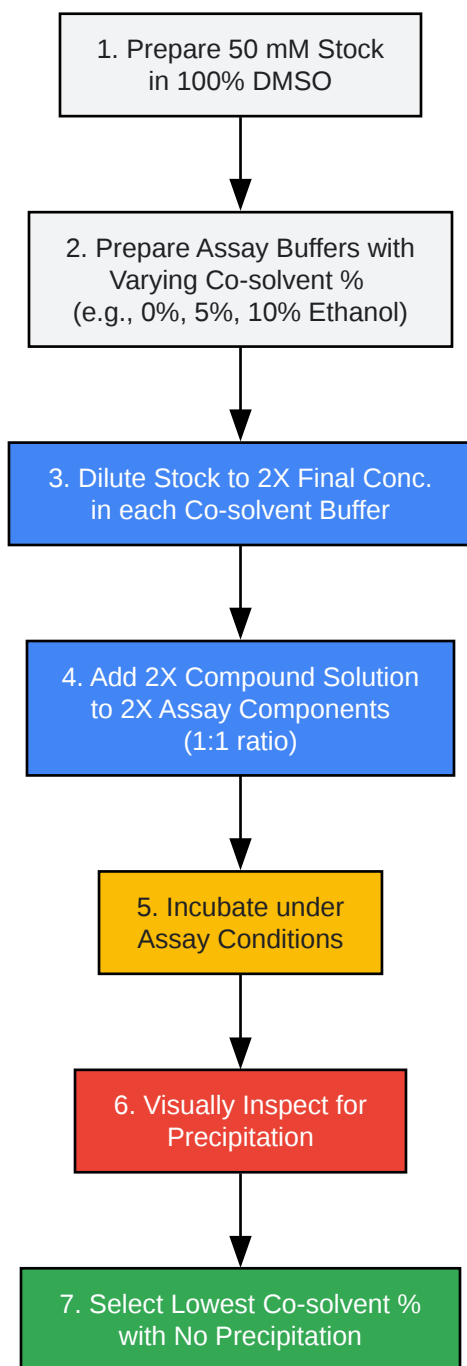 1. Prepare 50 mM Stock
in 100% DMSO
2. Prepare Assay Buffers with
Varying Co-solvent %
(e.g., 0%, 5%, 10% Ethanol)
3. Dilute Stock to 2X Final Conc.
in each Co-solvent Buffer
4. Add 2X Compound Solution
to 2X Assay Components
(1:1 ratio)
5. Incubate under
Assay Conditions
6. Visually Inspect for
Precipitation
7. Select Lowest Co-solvent %
with No Precipitation